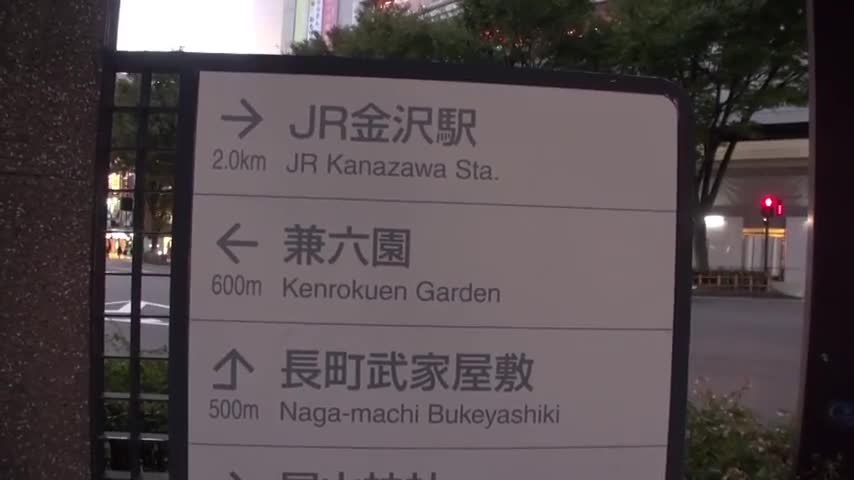 JR金沢駅
2.0km JR Kanazawa Sta.
兼六園
600m Kenrokuen Garden
長町武家屋敷
500m Naga-machi Bukeyashiki